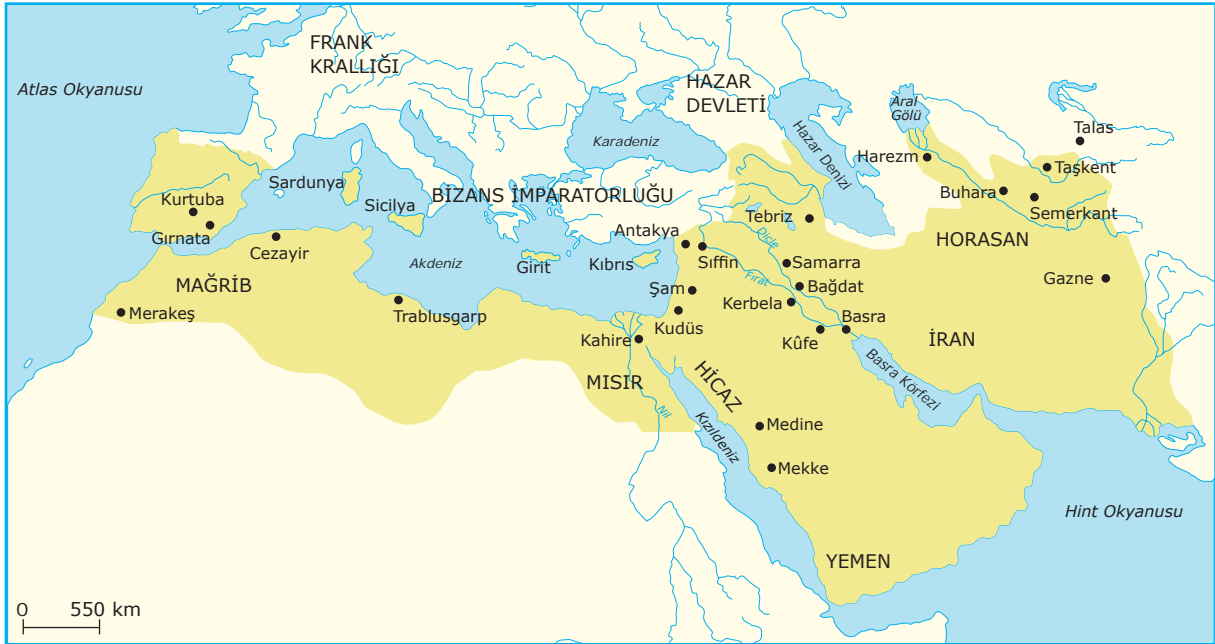 FRANK
KRALLIĞI
Atlas Okyanusu
HAZAR
DEVLETİ
Aral
Gölü
Karadeniz
Hazar Denizi
Talas
Harezm
Taşkent
Sardunya
Buhara
Semerkant
Kurtuba
Sicilya
BİZANS İMPARATORLUĞU
Tebriz
Gırnata
Antakya
Dicle
HORASAN
Cezayir
Akdeniz
Girit
Kıbrıs
Sıffin
Samarra
Gazne
MAĞRİB
Fırat
Şam
Bağdat
Kerbela
Merakeş
Trablusgarp
Kudüs
Basra
Kahire
Kûfe
İRAN
MISIR
HİCAZ
Basra Körfezi
Nil
Kızıldeniz
Medine
Mekke
Hint Okyanusu
YEMEN
0 550 km